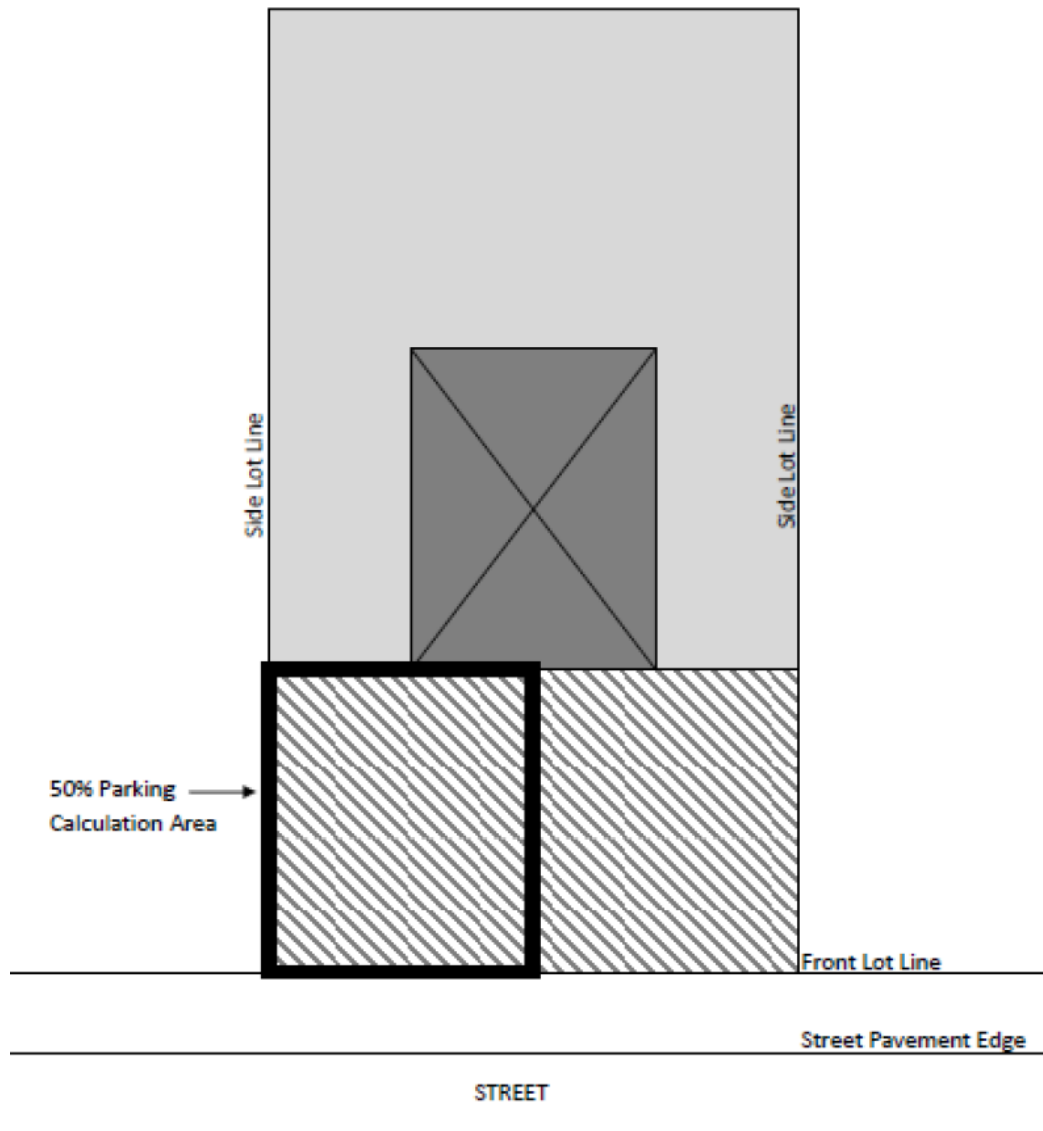 Side Lot Line
Side Lot Line
50% Parking
Calculation Area
Front Lot Line
Street Pavement Edge
STREET